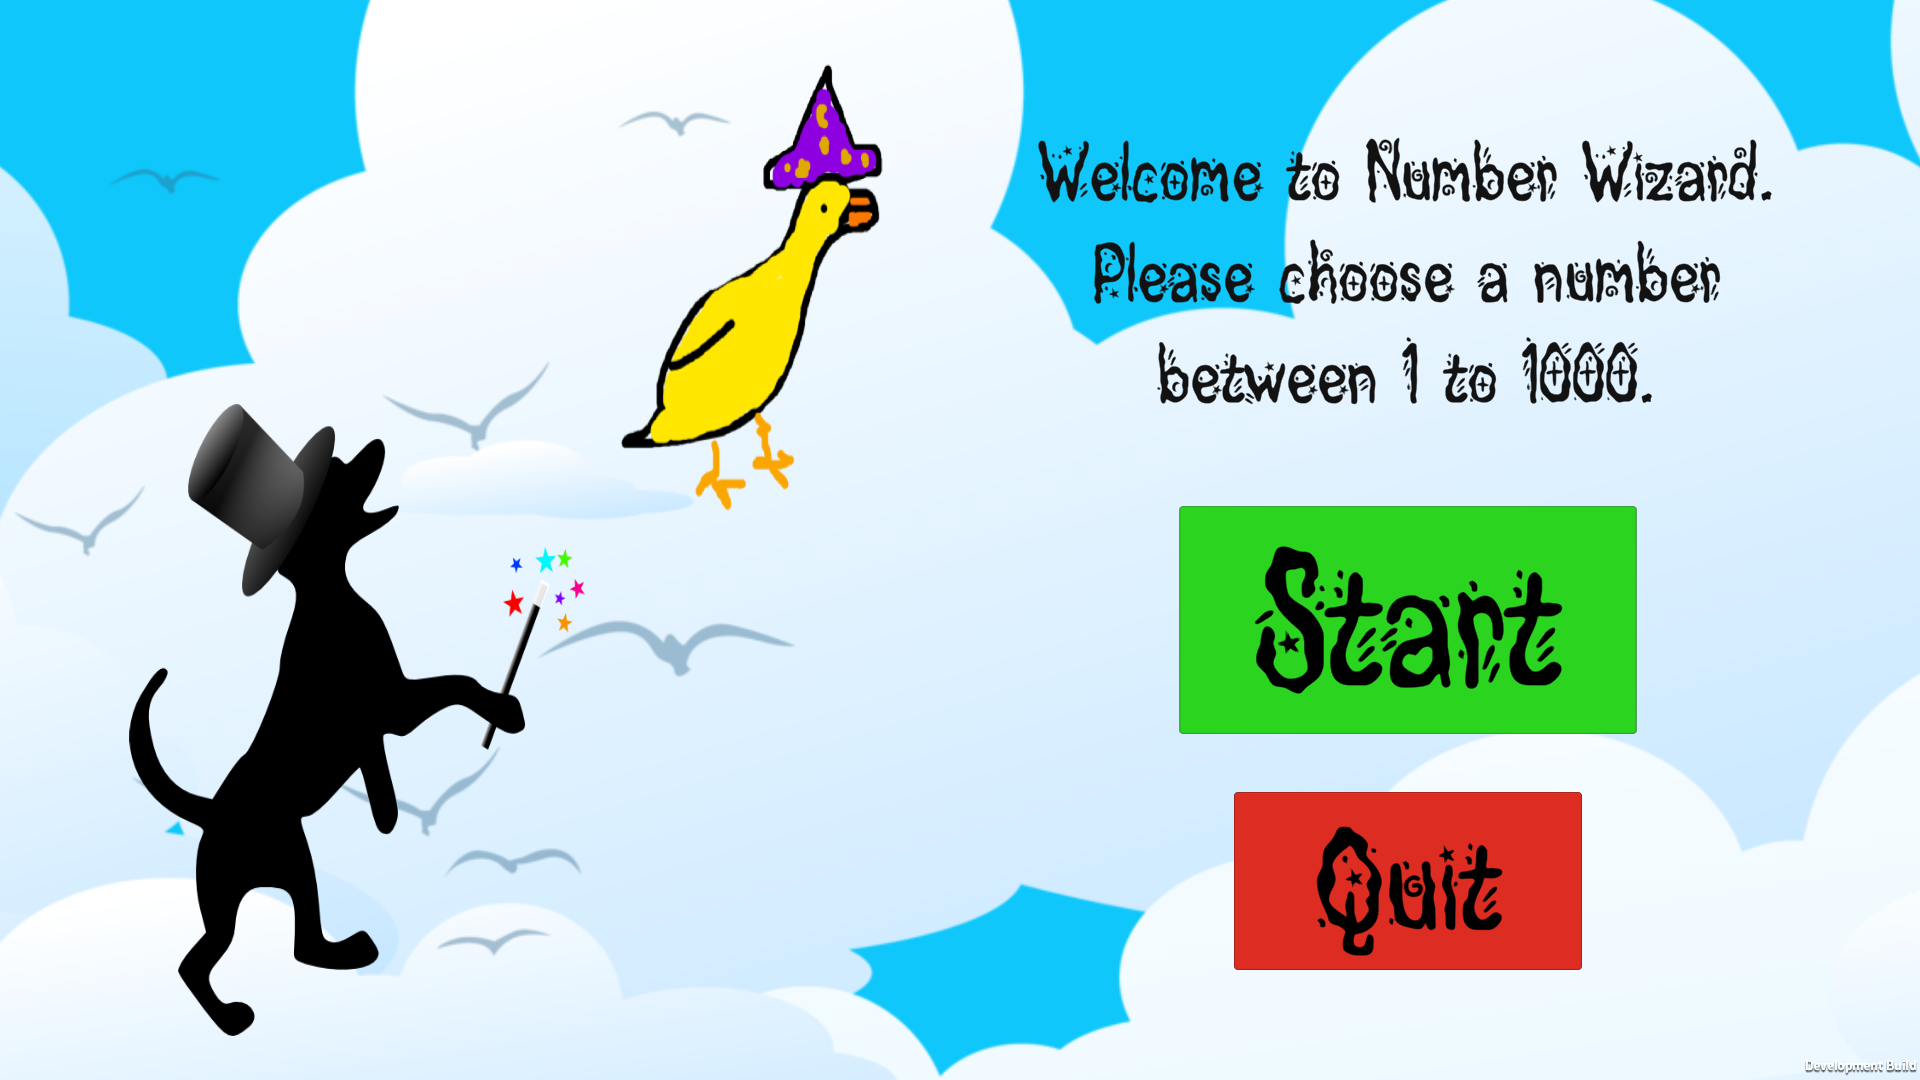 Welcome to Number Wizard.
Please choose a number
between 1 to 1000.
Start
Quit
Development Build